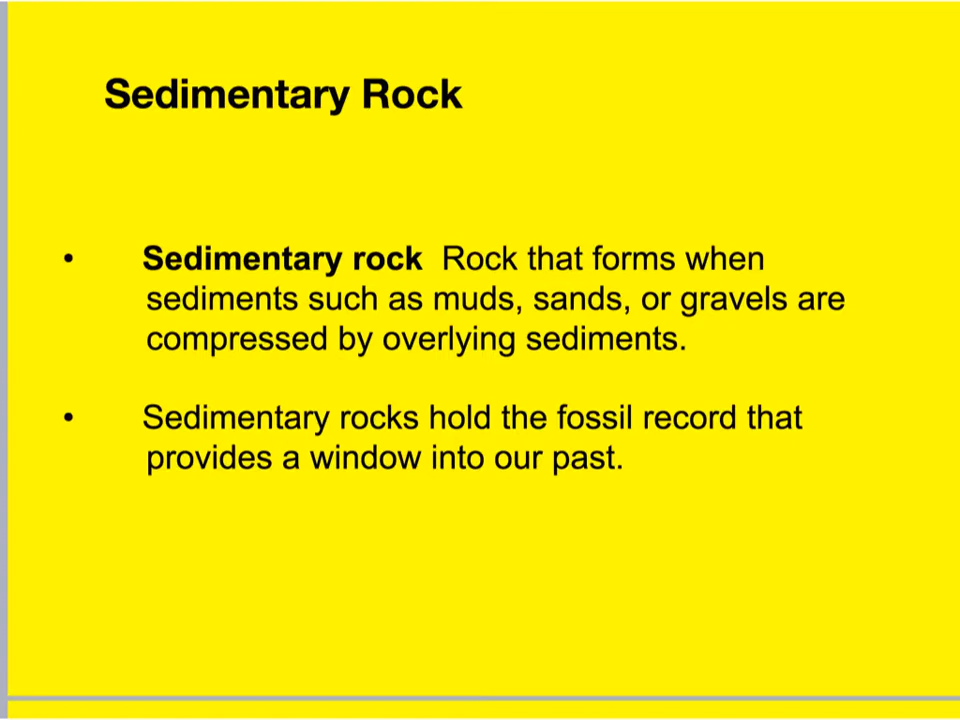 Sedimentary Rock
• Sedimentary rock Rock that forms when
sediments such as muds, sands, or gravels are
compressed by overlying sediments.
• Sedimentary rocks hold the fossil record that
provides a window into our past.